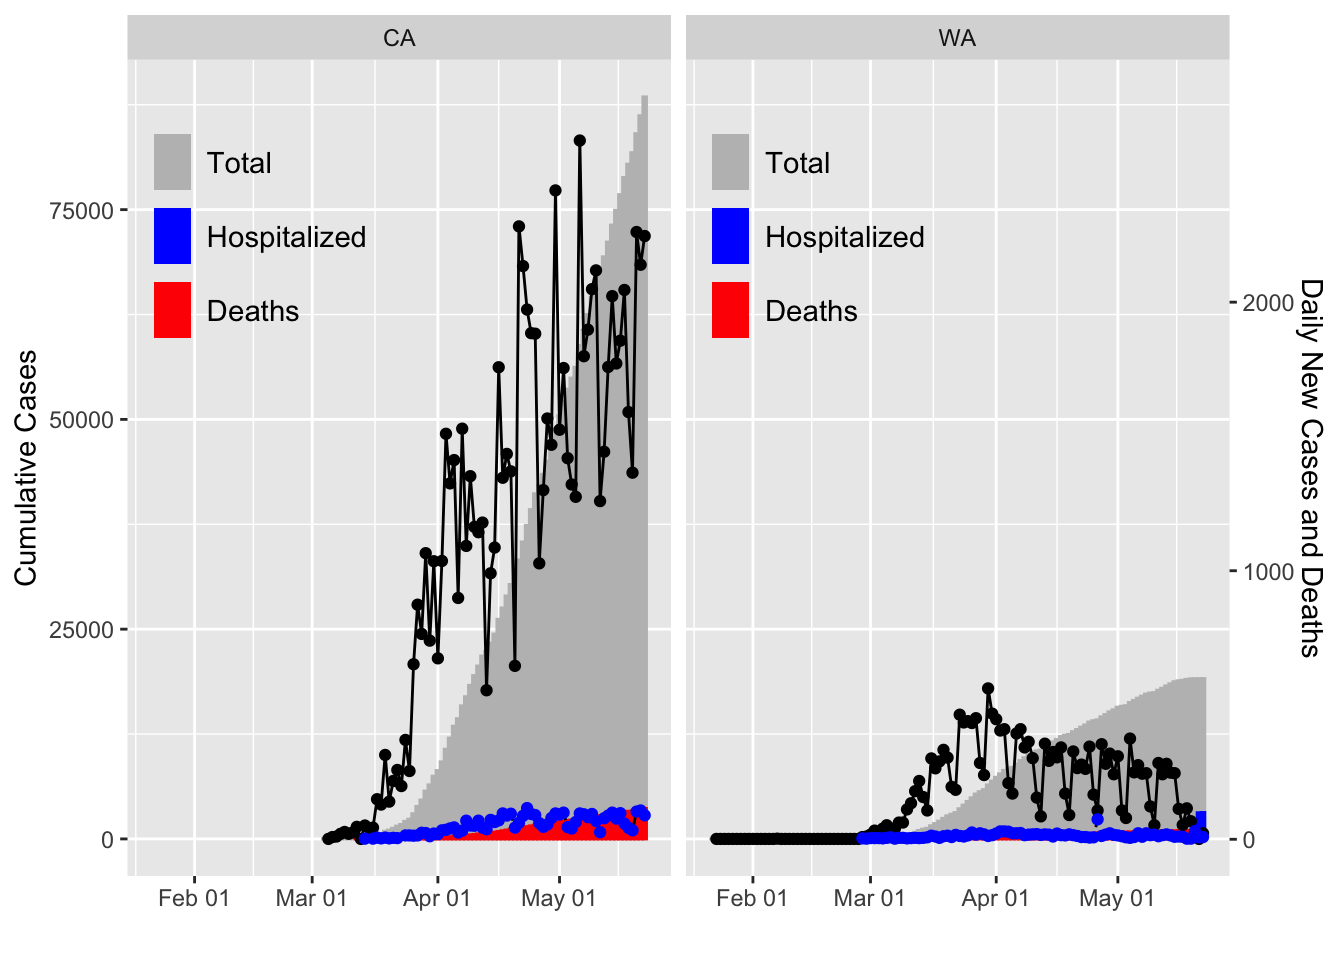 CA
WA
Total
Hospitalized
Deaths
Total
Hospitalized
Deaths
Cumulative Cases
75000
50000
25000
0
Daily New Cases and Deaths
2000
1000
0
Feb 01
Mar 01
Apr 01
May 01
Feb 01
Mar 01
Apr 01
May 01